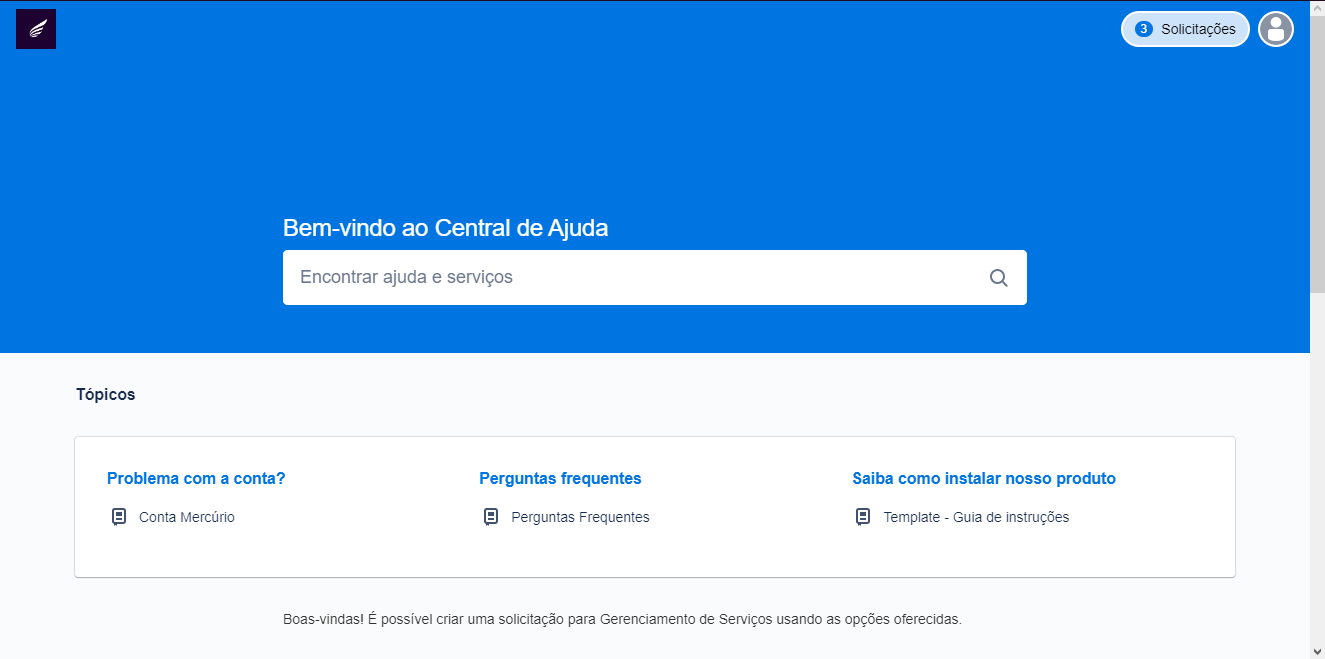 3 Solicitações
Bem-vindo ao Central de Ajuda
Encontrar ajuda e serviços
Tópicos
Problema com a conta?
Conta Mercúrio
Perguntas frequentes
Perguntas Frequentes
Saiba como instalar nosso produto
Template - Guia de instruções
Boas-vindas! É possível criar uma solicitação para Gerenciamento de Serviços usando as opções oferecidas.